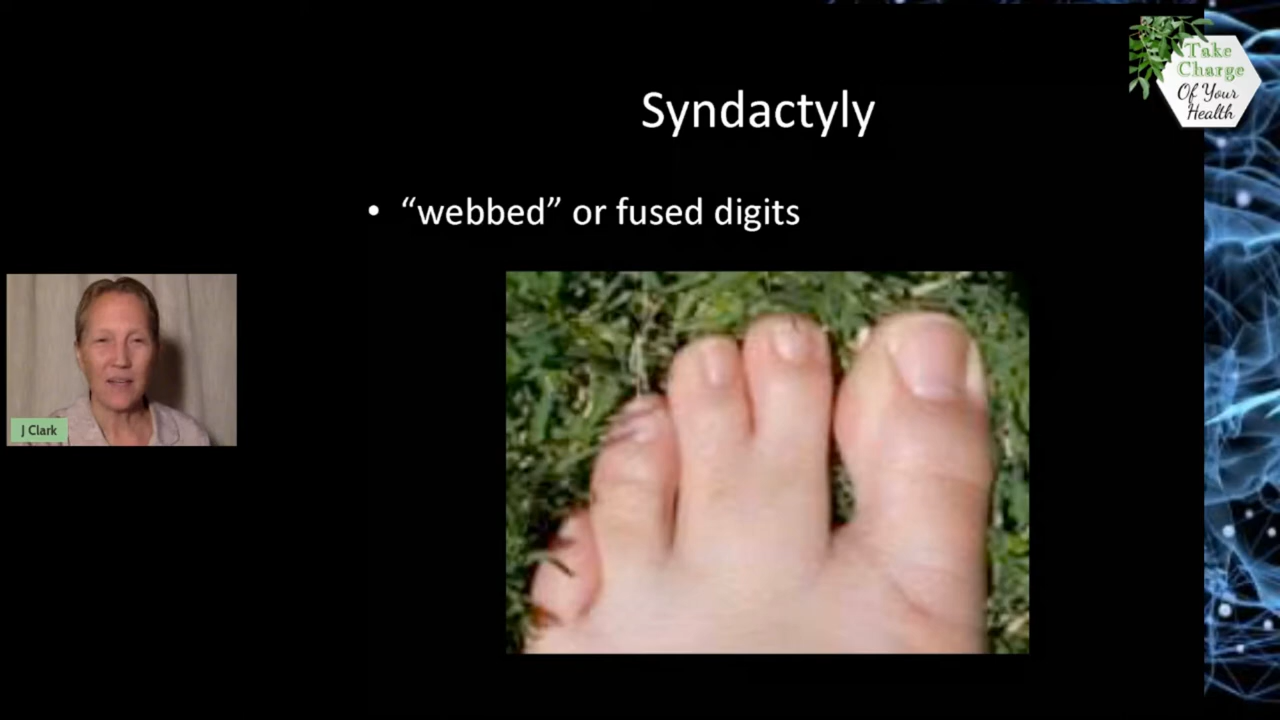 Syndactyly
• “webbed” or fused digits
J Clark
Take
Charge
Of Your
Health